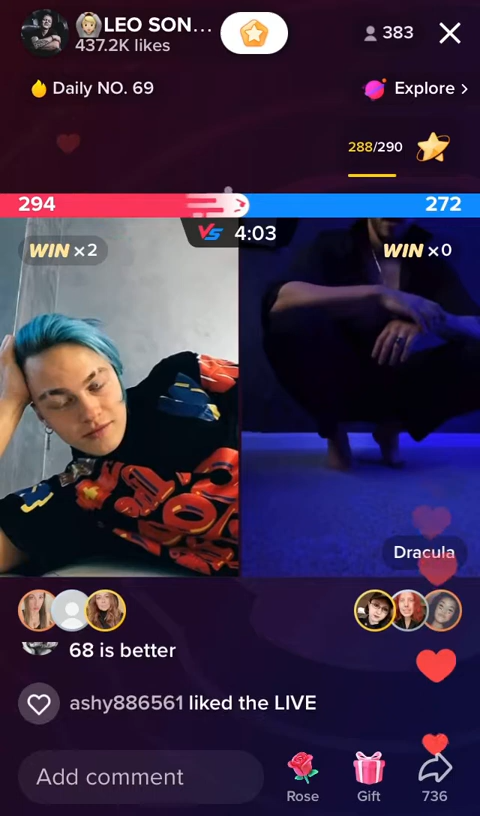 LEO SON...
437.2K likes
383
Daily NO. 69
Explore >
288/290
294
272
VS 4:03
WIN ×2
WIN ×0
Dracula
68 is better
ashy886561 liked the LIVE
Add comment
Rose
Gift
736